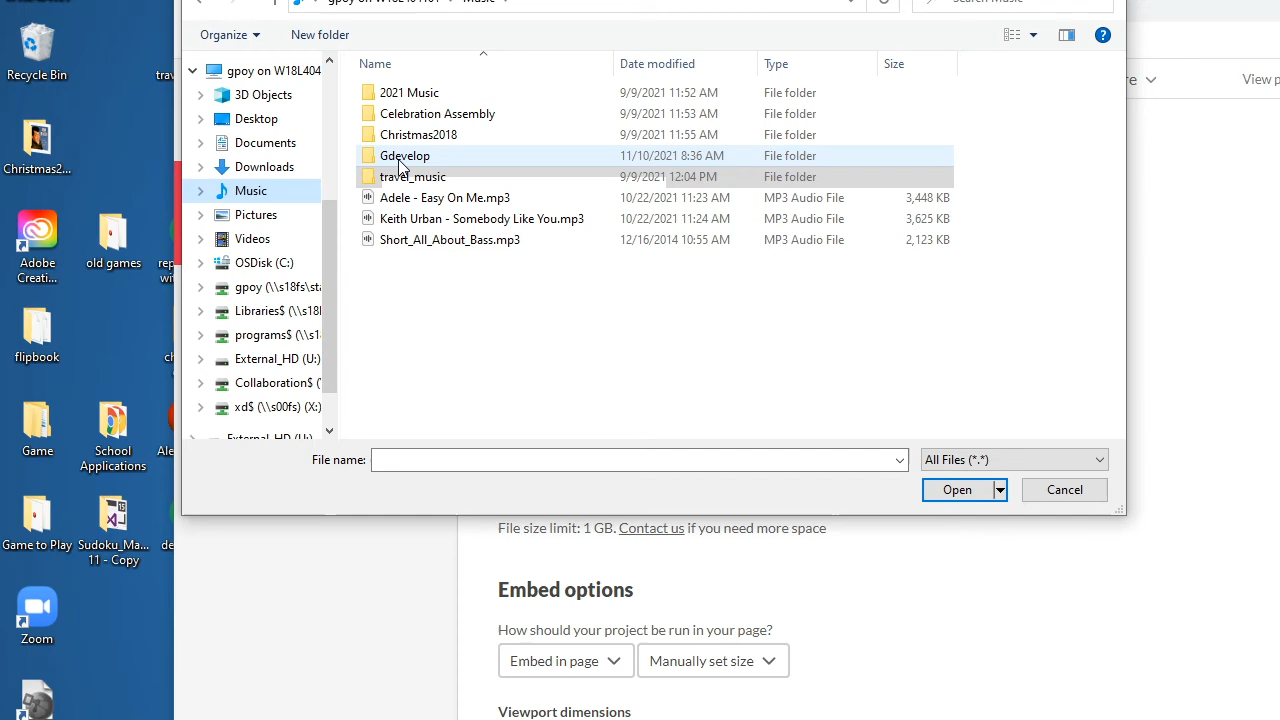 gpoy on W18L4041101 > Music >
Search Music
Organize
New folder
Recycle Bin
Christmas2...
Adobe
Creati...
old games
flipbook
Game
School
Applications
Game to Play
Sudoku_Ma...
11 - Copy
Zoom
gpoy on W18L404
3D Objects
Desktop
Documents
Downloads
Music
Pictures
Videos
OSDisk (C:)
gpoy (\\s18fs\sta
Libraries$ (\\s18
programs$ (\\s1
External_HD (U:)
Collaboration$ (
xd$ (\\s00fs) (X:)
External_HD (U:)
Name Date modified Type Size
2021 Music 9/9/2021 11:52 AM File folder
Celebration Assembly 9/9/2021 11:53 AM File folder
Christmas2018 9/9/2021 11:55 AM File folder
Gdevelop 11/10/2021 8:36 AM File folder
travel_music 9/9/2021 12:04 PM File folder
Adele - Easy On Me.mp3 10/22/2021 11:23 AM MP3 Audio File 3,448 KB
Keith Urban - Somebody Like You.mp3 10/22/2021 11:24 AM MP3 Audio File 3,625 KB
Short_All_About_Bass.mp3 12/16/2014 10:55 AM MP3 Audio File 2,123 KB
File name:
All Files (*.*)
Open
Cancel
View p
File size limit: 1 GB. Contact us if you need more space
Embed options
How should your project be run in your page?
Embed in page
Manually set size
Viewport dimensions